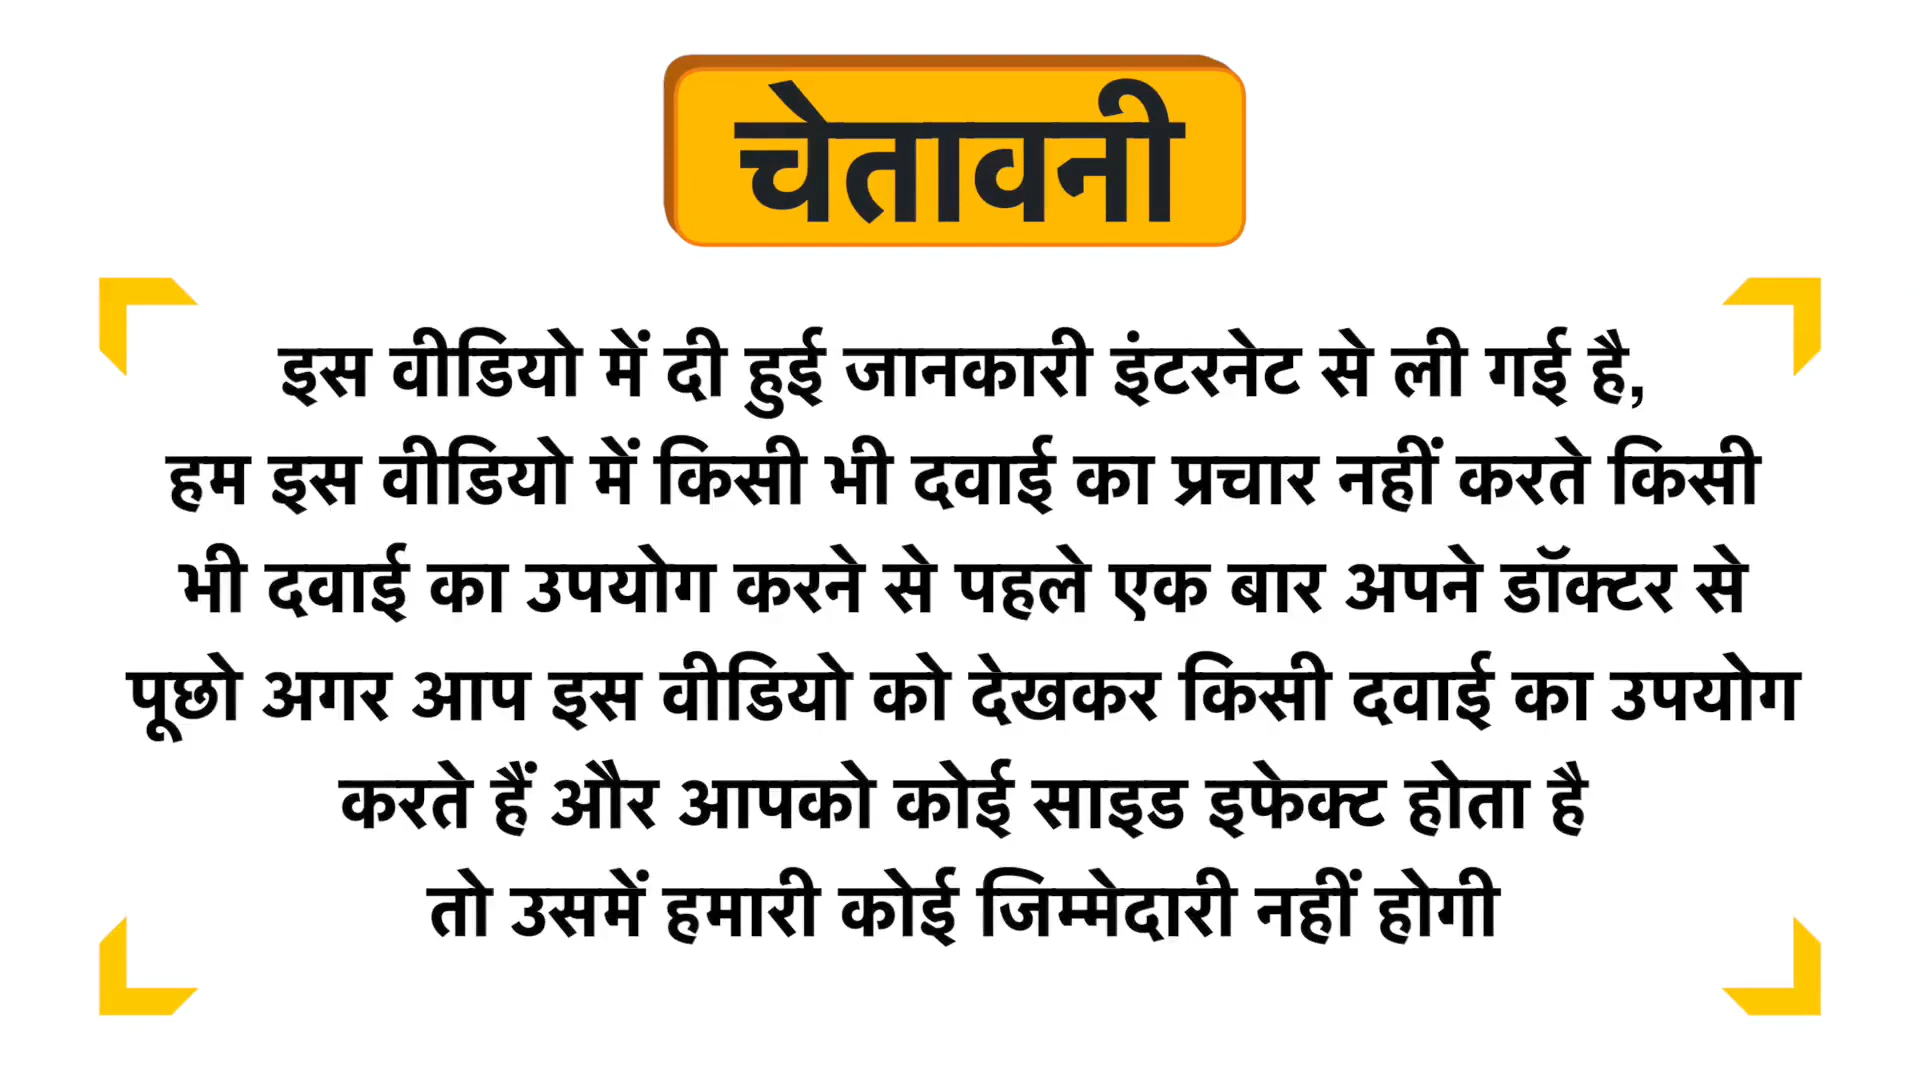 चेतावनी
इस वीडियो में दी हुई जानकारी इंटरनेट से ली गई है,
हम इस वीडियो में किसी भी दवाई का प्रचार नहीं करते किसी
भी दवाई का उपयोग करने से पहले एक बार अपने डॉक्टर से
पूछो अगर आप इस वीडियो को देखकर किसी दवाई का उपयोग
करते हैं और आपको कोई साइड इफेक्ट होता है
तो उसमें हमारी कोई जिम्मेदारी नहीं होगी